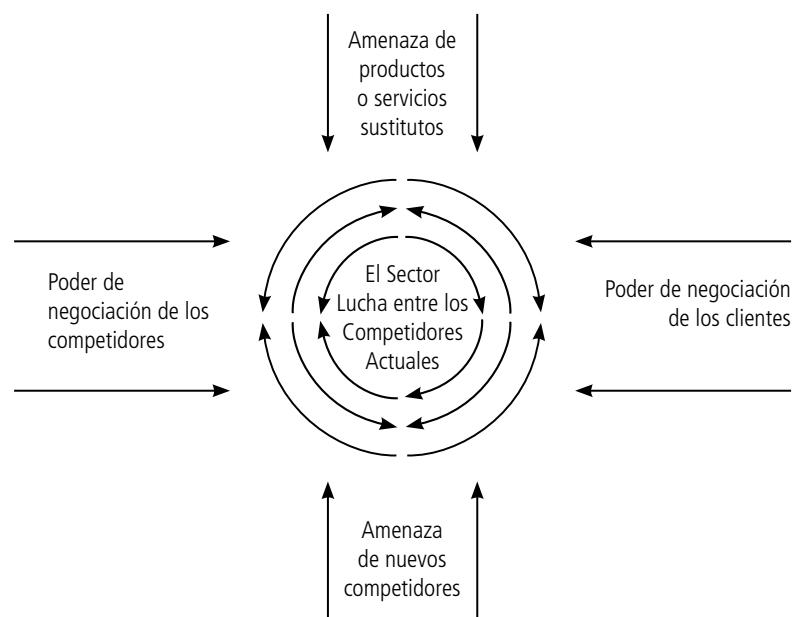 Amenaza de
productos
o servicios
sustitutos
Poder de
negociación de los
competidores
El Sector
Lucha entre los
Competidores
Actuales
Poder de negociación
de los clientes
Amenaza
de nuevos
competidores